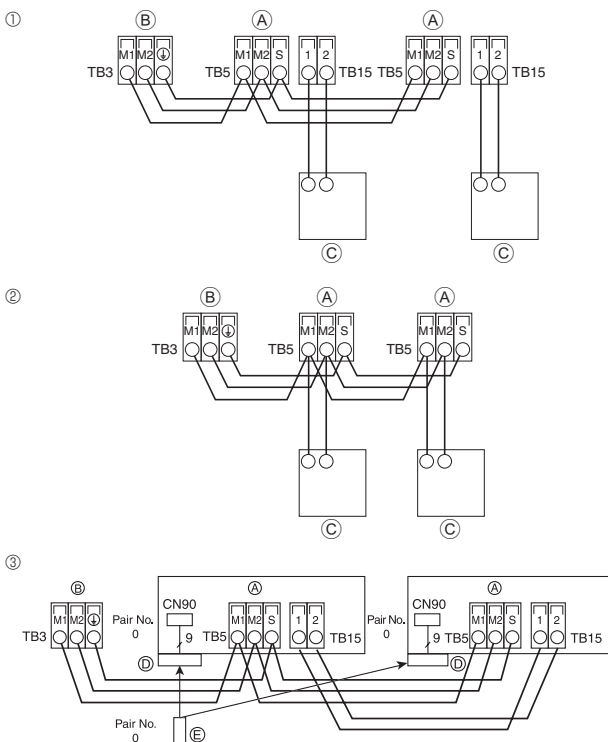 ①
Ⓑ Ⓐ Ⓐ
M1 M2 ⏚ M1 M2 S 1 2 M1 M2 S 1 2
TB3 TB5 TB15 TB5 TB15
Ⓒ Ⓒ
②
Ⓑ Ⓐ Ⓐ
M1 M2 ⏚ M1 M2 S M1 M2 S
TB3 TB5 TB5
Ⓒ Ⓒ
③
Ⓑ Ⓐ Ⓐ
CN90 CN90
M1 M2 ⏚ M1 M2 S 1 2 M1 M2 S 1 2
Pair No. Pair No.
0 0
TB3 9 TB5 TB15 9 TB5 TB15
Ⓓ Ⓓ
Pair No.
0
Ⓔ